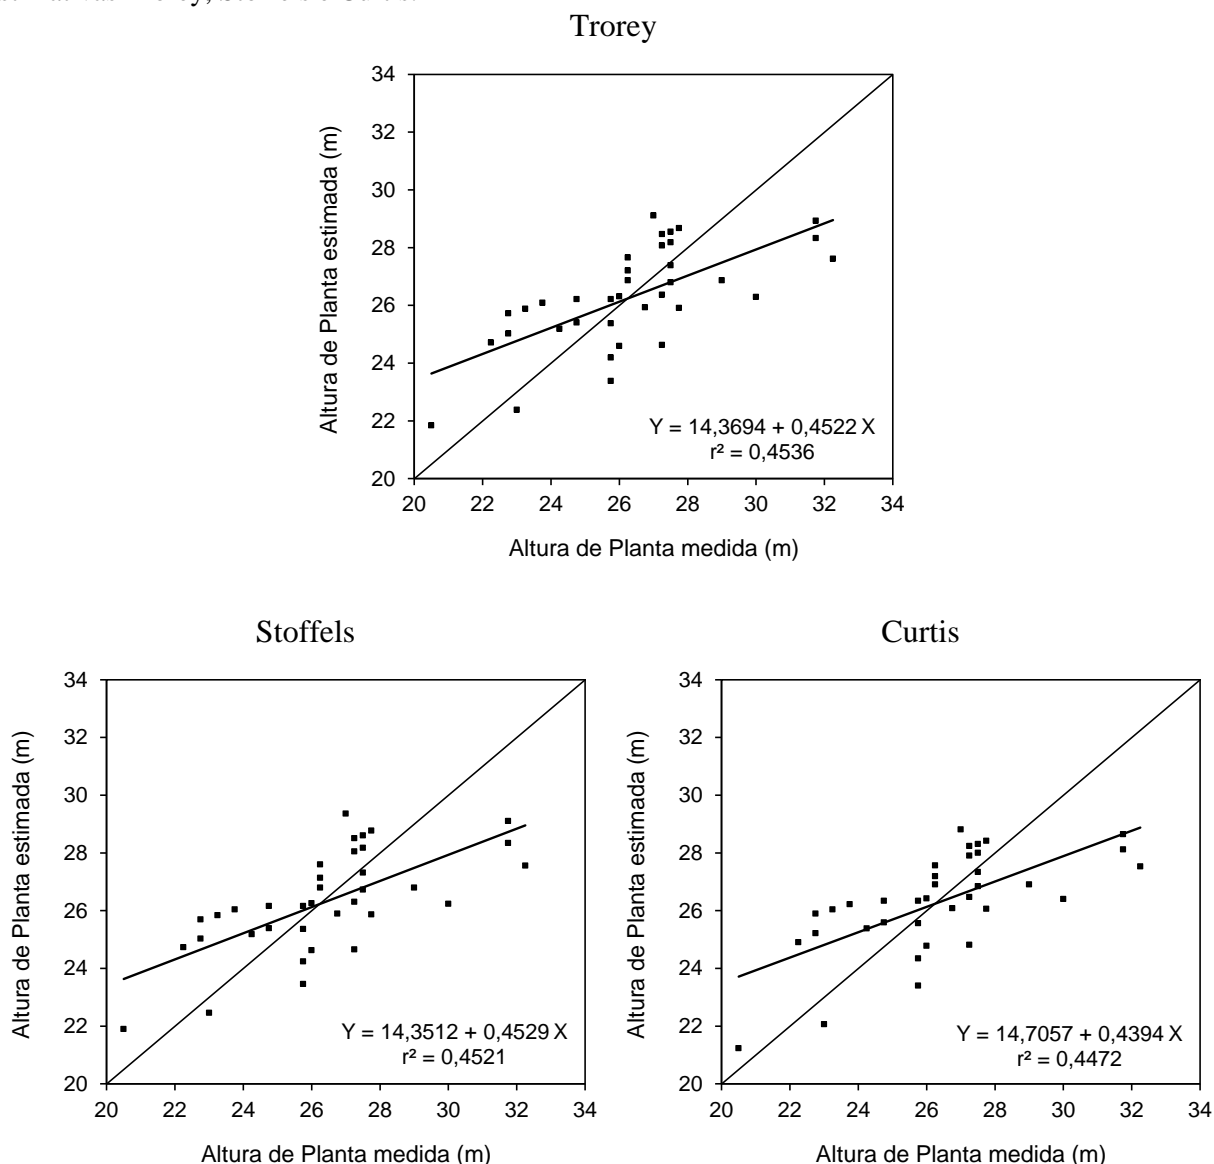 Trorey
34
32
30
28
26
24
22
20
Altura de Planta estimada (m)
Y = 14,3694 + 0,4522 X
r² = 0,4536
20 22 24 26 28 30 32 34
Altura de Planta medida (m)
Stoffels
34
32
30
28
26
24
22
20
Altura de Planta estimada (m)
Y = 14,3512 + 0,4529 X
r² = 0,4521
20 22 24 26 28 30 32 34
Altura de Planta medida (m)
Curtis
34
32
30
28
26
24
22
20
Altura de Planta estimada (m)
Y = 14,7057 + 0,4394 X
r² = 0,4472
20 22 24 26 28 30 32 34
Altura de Planta medida (m)